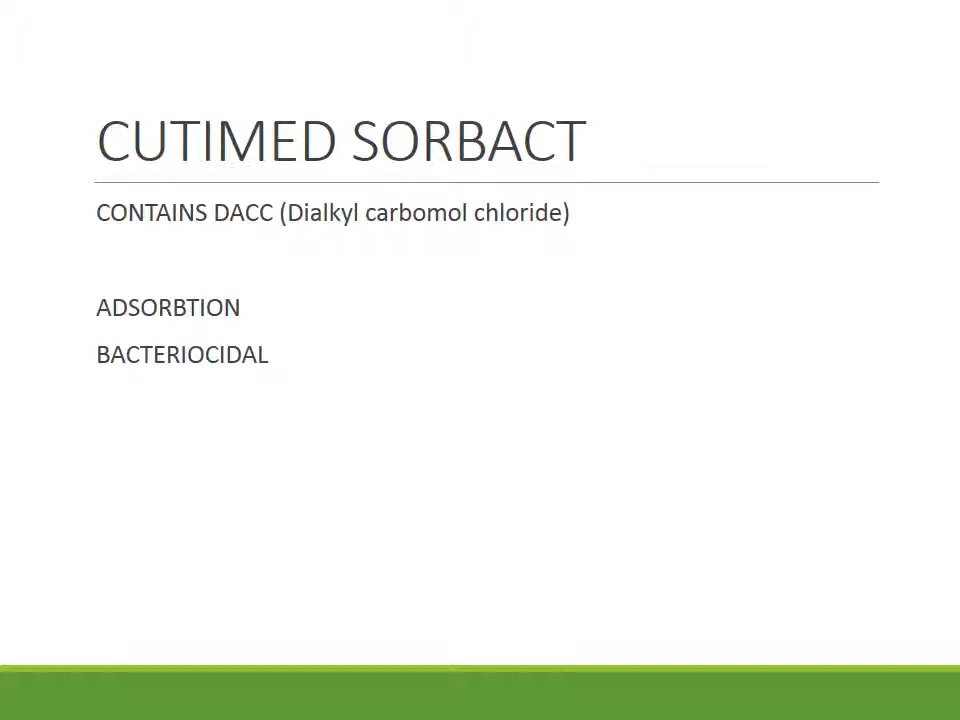 CUTIMED SORBACT
CONTAINS DACC (Dialkyl carbomol chloride)
ADSORBTION
BACTERIOCIDAL